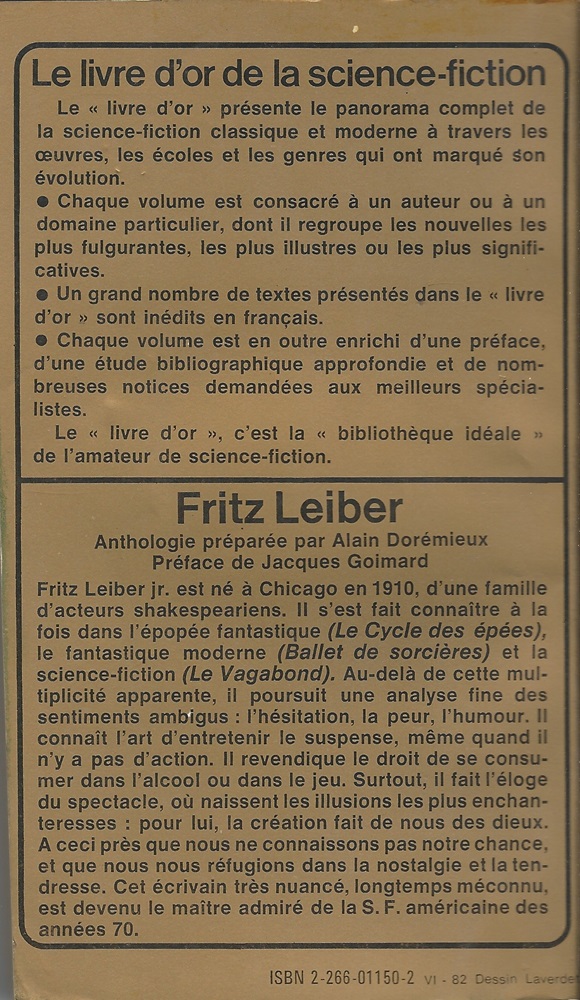 Le livre d'or de la science-fiction
Le « livre d'or » présente le panorama complet de
la science-fiction classique et moderne à travers les
œuvres, les écoles et les genres qui ont marqué son
évolution.
● Chaque volume est consacré à un auteur ou à un
domaine particulier, dont il regroupe les nouvelles les
plus fulgurantes, les plus illustres ou les plus signifi-
catives.
● Un grand nombre de textes présentés dans le « livre
d'or » sont inédits en français.
● Chaque volume est en outre enrichi d'une préface,
d'une étude bibliographique approfondie et de nom-
breuses notices demandées aux meilleurs spécia-
listes.
Le « livre d'or », c'est la « bibliothèque idéale »
de l'amateur de science-fiction.
Fritz Leiber
Anthologie préparée par Alain Dorémieux
Préface de Jacques Goimard
Fritz Leiber jr. est né à Chicago en 1910, d'une famille
d'acteurs shakespeariens. Il s'est fait connaître à la
fois dans l'épopée fantastique (Le Cycle des épées),
le fantastique moderne (Ballet de sorcières) et la
science-fiction (Le Vagabond). Au-delà de cette mul-
tiplicité apparente, il poursuit une analyse fine des
sentiments ambigus : l'hésitation, la peur, l'humour. Il
connaît l'art d'entretenir le suspense, même quand il
n'y a pas d'action. Il revendique le droit de se consu-
mer dans l'alcool ou dans le jeu. Surtout, il fait l'éloge
du spectacle, où naissent les illusions les plus enchan-
teresses : pour lui, la création fait de nous des dieux.
A ceci près que nous ne connaissons pas notre chance,
et que nous nous réfugions dans la nostalgie et la ten-
dresse. Cet écrivain très nuancé, longtemps méconnu,
est devenu le maître admiré de la S.F. américaine des
années 70.
ISBN 2-266-01150-2 VI - 82 Dessin